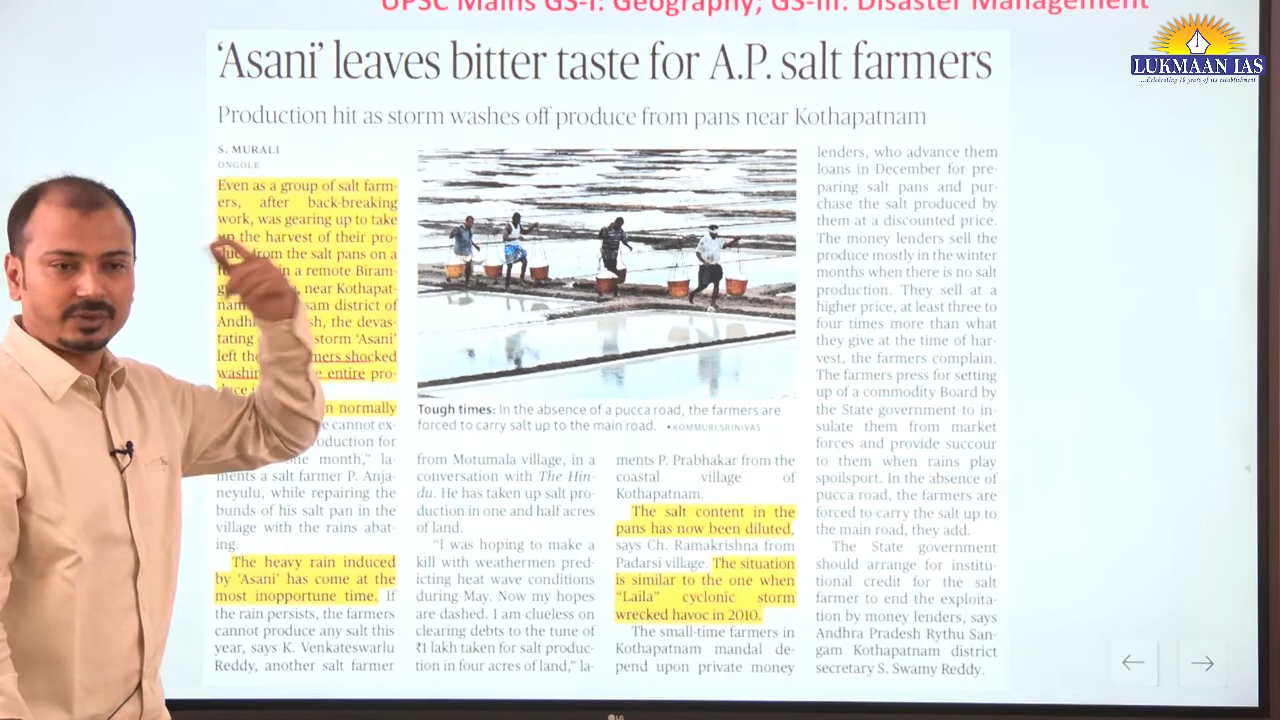 UPSC Mains GS-I: Geography; GS-III: Disaster Management
LUKMAAN IAS
...Celebrating 16 years of its establishment
‘Asani’ leaves bitter taste for A.P. salt farmers
Production hit as storm washes off produce from pans near Kothapatnam
S. MURALI
ONGOLE
Even as a group of salt farm-
ers, after back-breaking
work, was gearing up to take
the harvest of their pro-
from the salt pans on a
in a remote Biram-
near Kothapat-
district of
the devas-
tating storm ‘Asani’
left the shocked
entire pro-
normally
cannot ex-
oduction for
month,” la-
ments a salt farmer P. Anja-
neyulu, while repairing the
bunds of his salt pan in the
village with the rains abat-
ing.
The heavy rain induced
by ‘Asani’ has come at the
most inopportune time. If
the rain persists, the farmers
cannot produce any salt this
year, says K. Venkateswarlu
Reddy, another salt farmer
Tough times: In the absence of a pucca road, the farmers are
forced to carry salt up to the main road. • KOMMURI SRINIVAS
from Motumala village, in a
conversation with The Hin-
du. He has taken up salt pro-
duction in one and half acres
of land.
“I was hoping to make a
kill with weathermen pred-
icting heat wave conditions
during May. Now my hopes
are dashed. I am clueless on
clearing debts to the tune of
₹1 lakh taken for salt produc-
tion in four acres of land,” la-
ments P. Prabhakar from the
coastal village of
Kothapatnam.
The salt content in the
pans has now been diluted,
says Ch. Ramakrishna from
Padarsi village. The situation
is similar to the one when
“Laila” cyclonic storm
wrecked havoc in 2010.
The small-time farmers in
Kothapatnam mandal de-
pend upon private money
lenders, who advance them
loans in December for pre-
paring salt pans and pur-
chase the salt produced by
them at a discounted price.
The money lenders sell the
produce mostly in the winter
months when there is no salt
production. They sell at a
higher price, at least three to
four times more than what
they give at the time of har-
vest, the farmers complain.
The farmers press for setting
up of a commodity Board by
the State government to in-
sulate them from market
forces and provide succour
to them when rains play
spoilsport. In the absence of
pucca road, the farmers are
forced to carry the salt up to
the main road, they add.
The State government
should arrange for institu-
tional credit for the salt
farmer to end the exploita-
tion by money lenders, says
Andhra Pradesh Rythu San-
gam Kothapatnam district
secretary S. Swamy Reddy.
LG